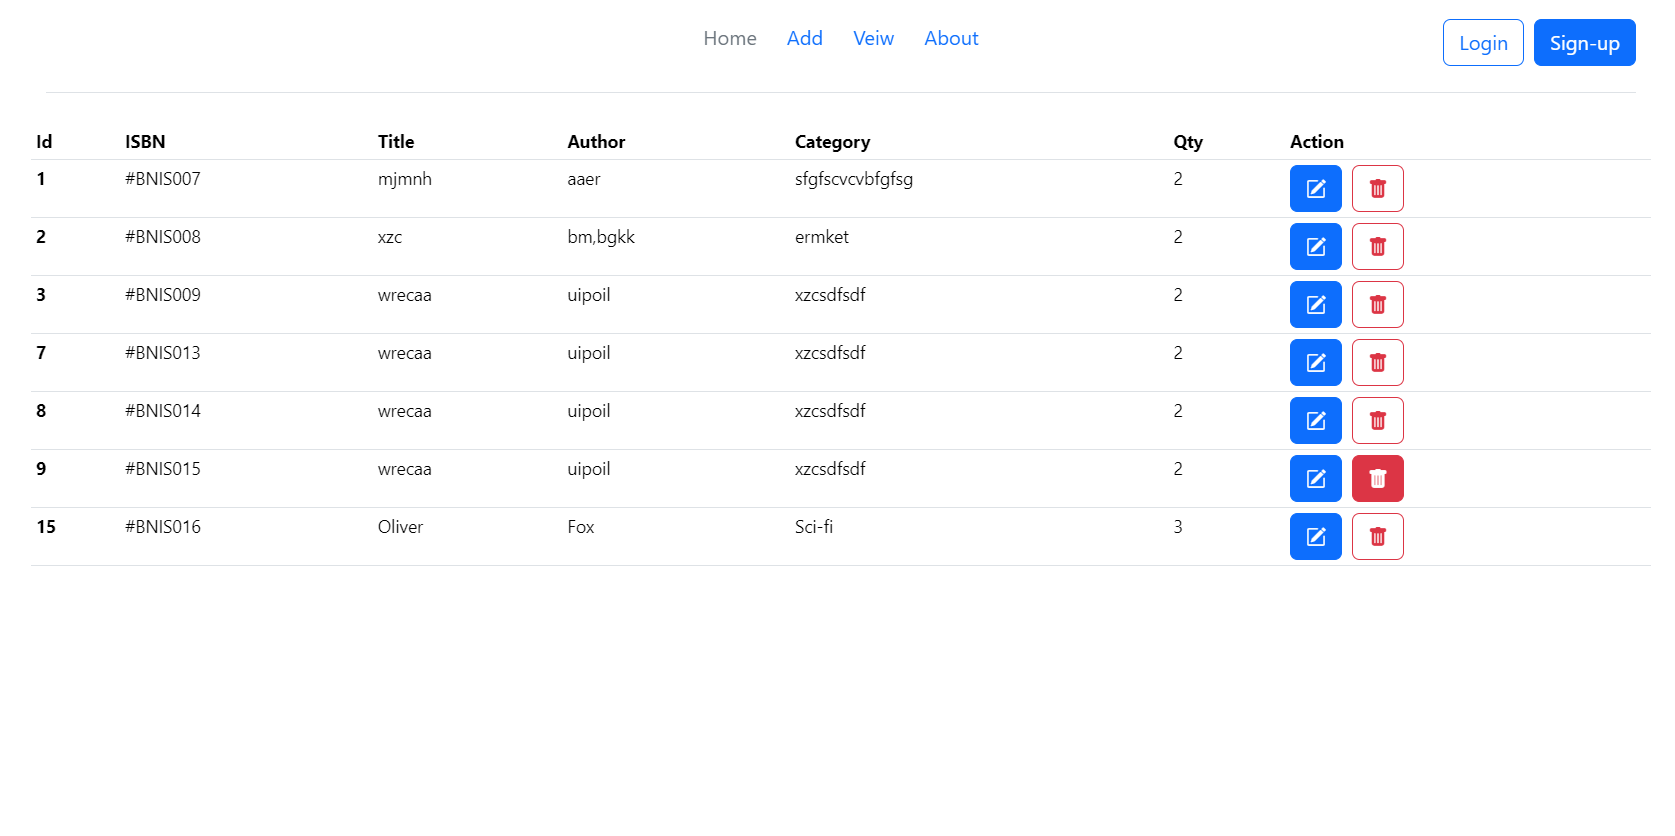 Home Add Veiw About Login Sign-up
Id ISBN Title Author Category Qty Action
1 #BNIS007 mjmnh aaer sfgfscvcvbfgfsg 2
2 #BNIS008 xzc bm,bgkk ermket 2
3 #BNIS009 wrecaa uipoil xzcsdfsdf 2
7 #BNIS013 wrecaa uipoil xzcsdfsdf 2
8 #BNIS014 wrecaa uipoil xzcsdfsdf 2
9 #BNIS015 wrecaa uipoil xzcsdfsdf 2
15 #BNIS016 Oliver Fox Sci-fi 3